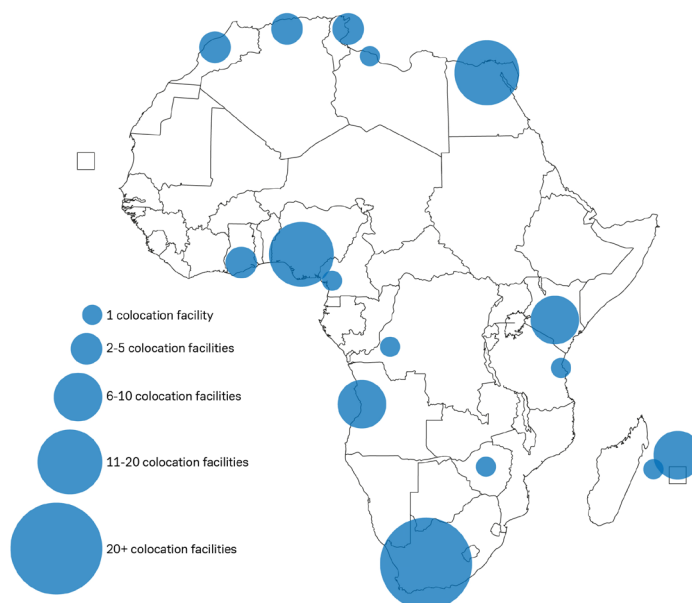 1 colocation facility
2-5 colocation facilities
6-10 colocation facilities
11-20 colocation facilities
20+ colocation facilities